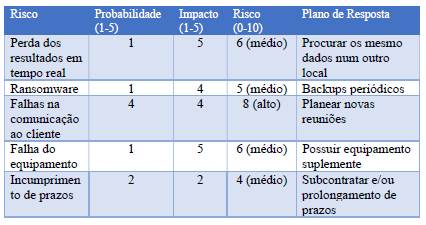 Risco Probabilidade Impacto Risco Plano de Resposta
(1-5) (1-5) (0-10)
Perda dos 1 5 6 (médio) Procurar os mesmo
resultados em dados num outro
tempo real local
Ransomware 1 4 5 (médio) Backups periódicos
Falhas na 4 4 8 (alto) Planear novas
comunicação reuniões
ao cliente
Falha do 1 5 6 (médio) Possuir equipamento
equipamento suplemente
Incumprimen 2 2 4 (médio) Subcontratar e/ou
to de prazos prolongamento de
prazos